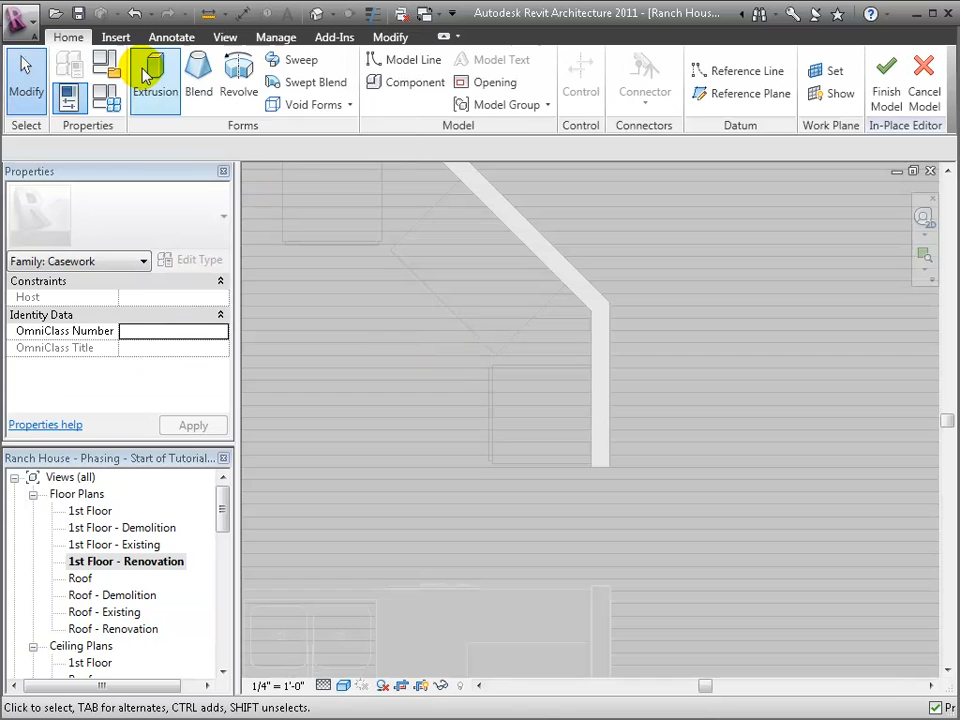 Autodesk Revit Architecture 2011 - [Ranch Hous...
Home Insert Annotate View Manage Add-Ins Modify
Modify Extrusion Blend Revolve Sweep Swept Blend Void Forms Model Line Component Model Text Opening Model Group Control Connector Reference Line Reference Plane Set Show Finish Model Cancel Model
Select Properties Forms Model Control Connectors Datum Work Plane In-Place Editor
Properties
Family: Casework Edit Type
Constraints
Host
Identity Data
OmniClass Number
OmniClass Title
Properties help Apply
Ranch House - Phasing - Start of Tutorial...
Views (all)
Floor Plans
1st Floor
1st Floor - Demolition
1st Floor - Existing
1st Floor - Renovation
Roof
Roof - Demolition
Roof - Existing
Roof - Renovation
Ceiling Plans
1st Floor
2D
1/4" = 1'-0"
Click to select, TAB for alternates, CTRL adds, SHIFT unselects. Pr